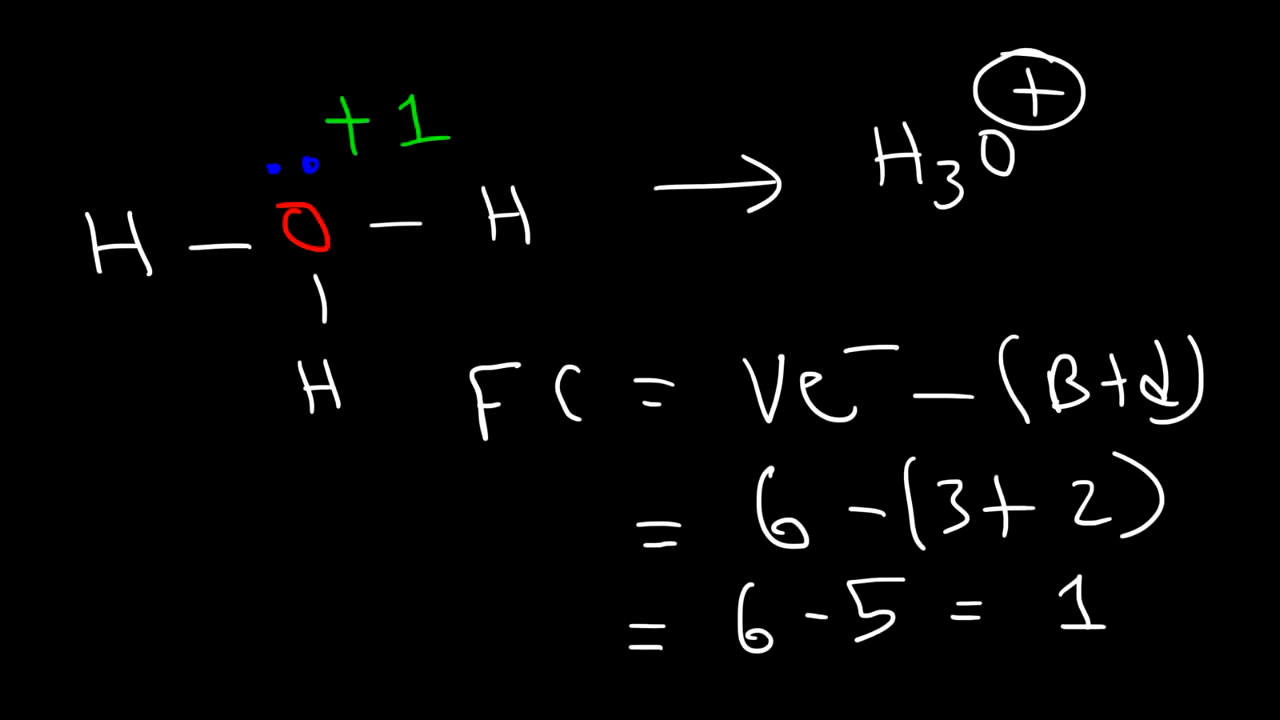 +1
••
H — O — H → H₃O⊕
|
H
FC = Ve⁻ — (B+d)
= 6 - (3+2)
= 6 - 5 = 1